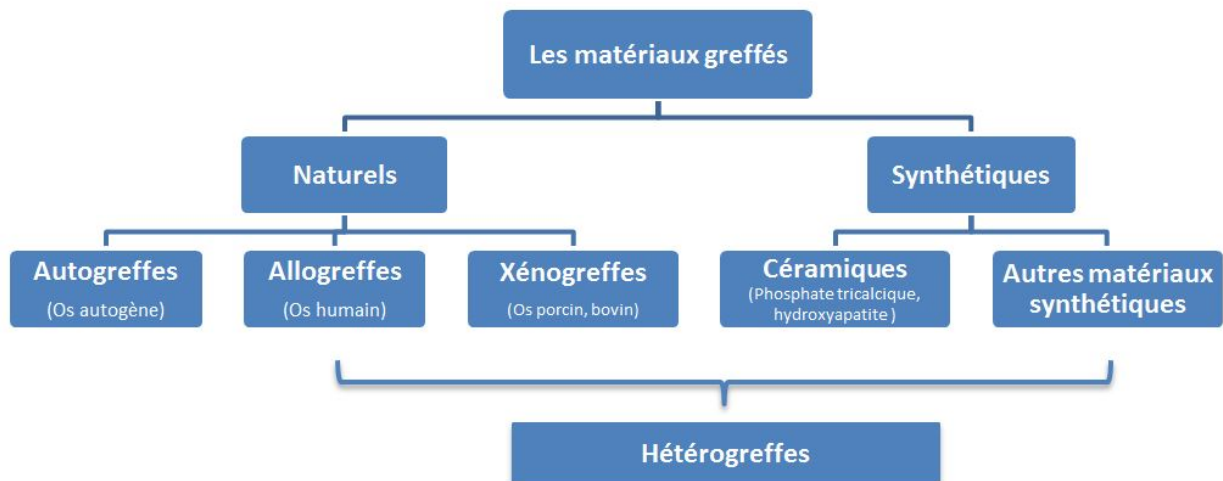 Les matériaux greffés
Naturels
Synthétiques
Autogreffes
(Os autogène)
Allogreffes
(Os humain)
Xénogreffes
(Os porcin, bovin)
Céramiques
(Phosphate tricalcique,
hydroxyapatite )
Autres matériaux
synthétiques
Hétérogreffes